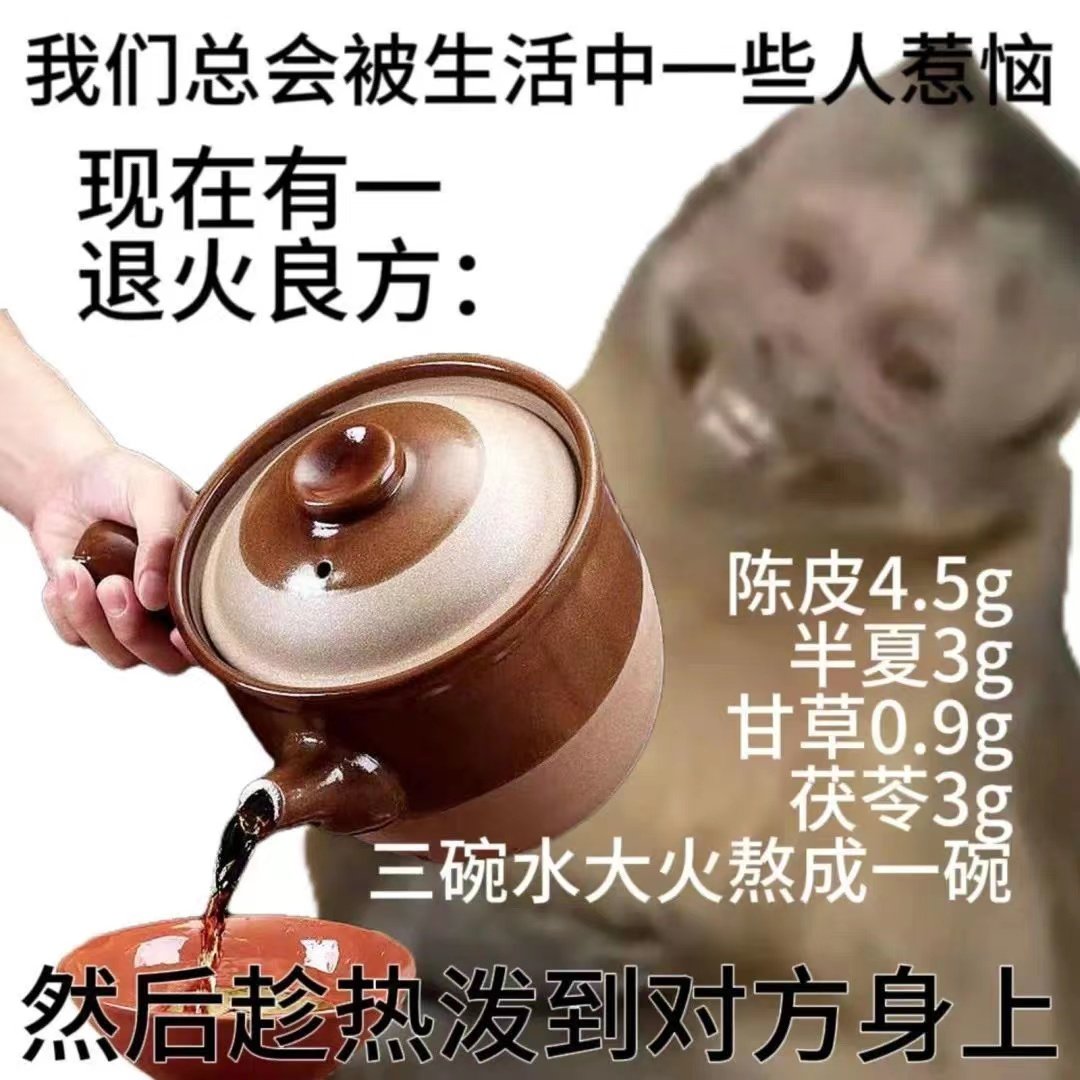 我们总会被生活中一些人惹恼
现在有一
退火良方：
陈皮4.5g
半夏3g
甘草0.9g
茯苓3g
三碗水大火熬成一碗
然后趁热泼到对方身上